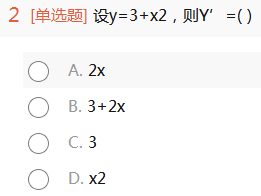 2 [单选题] 设y=3+x2，则Y′ =( )
A. 2x
B. 3+2x
C. 3
D. x2